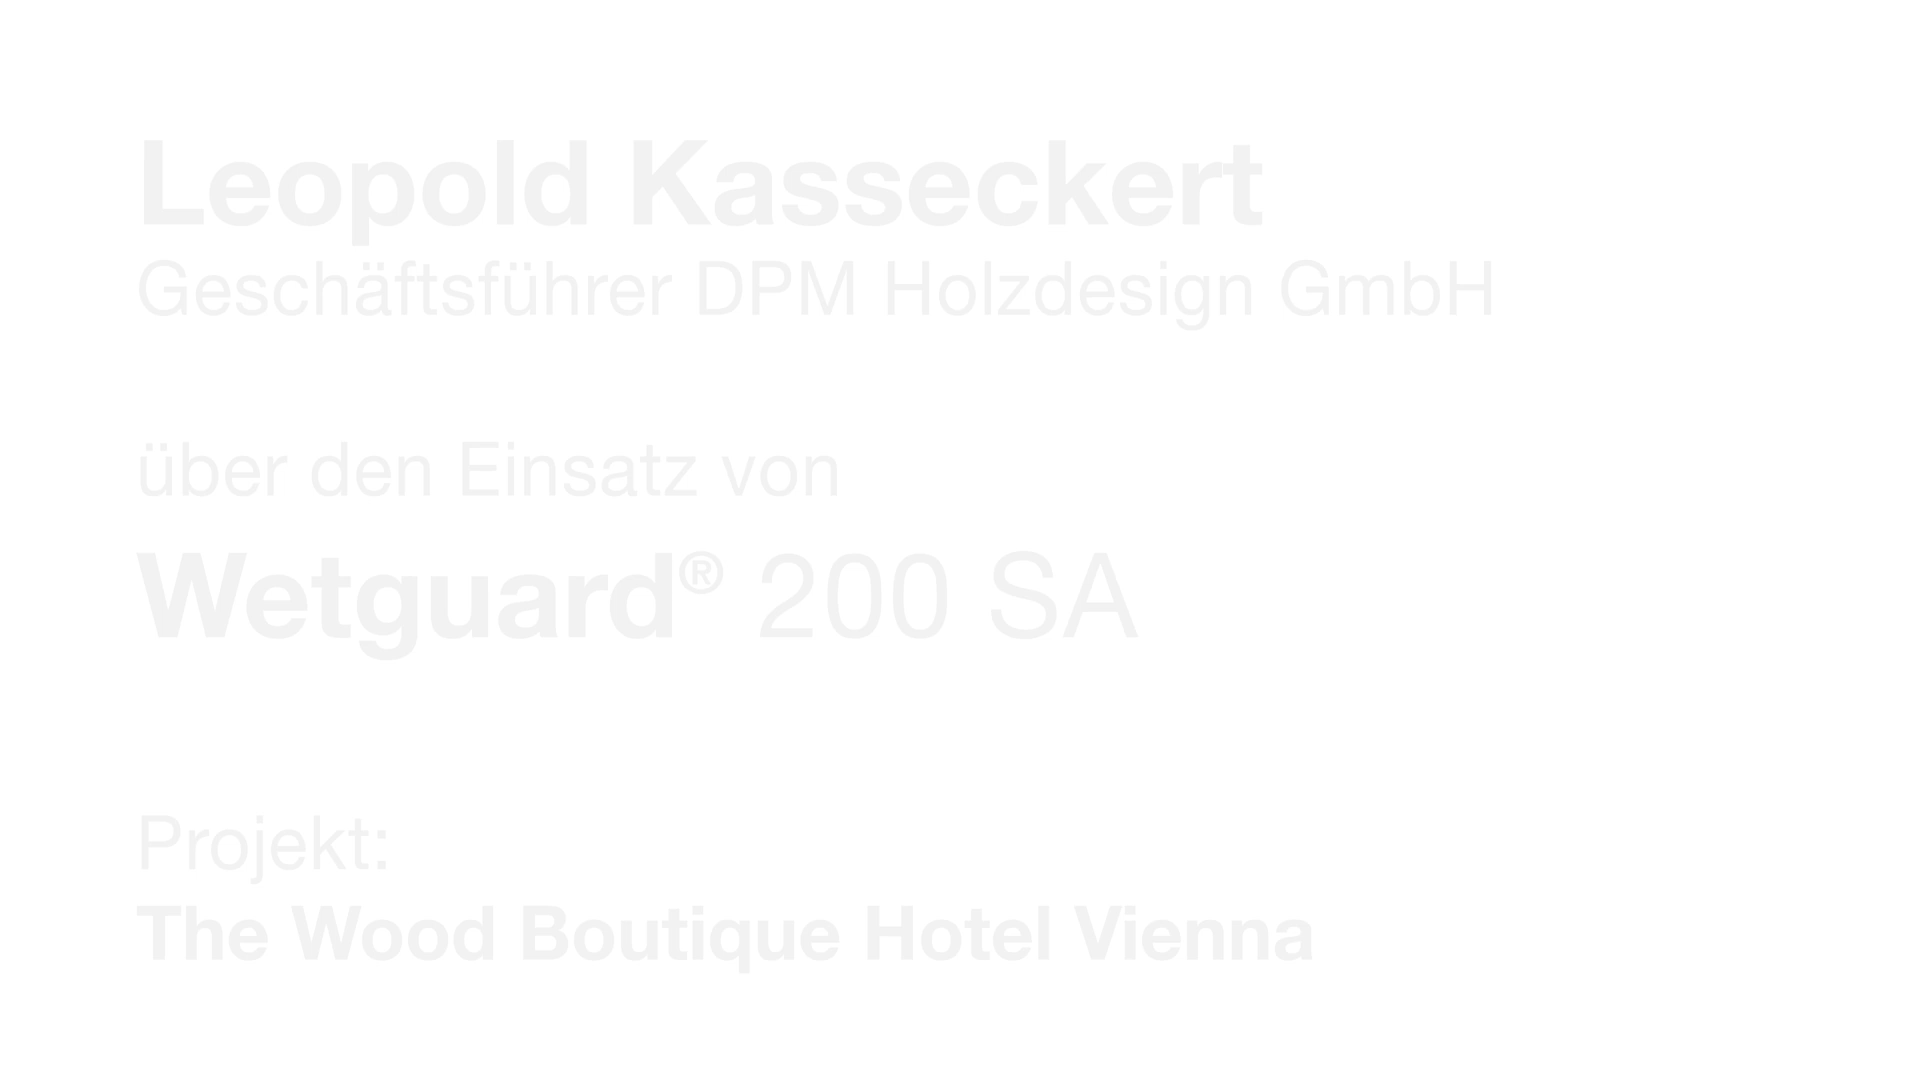 Leopold Kasseckert
Geschäftsführer DPM Holzdesign GmbH
über den Einsatz von
Wetguard® 200 SA
Projekt:
The Wood Boutique Hotel Vienna